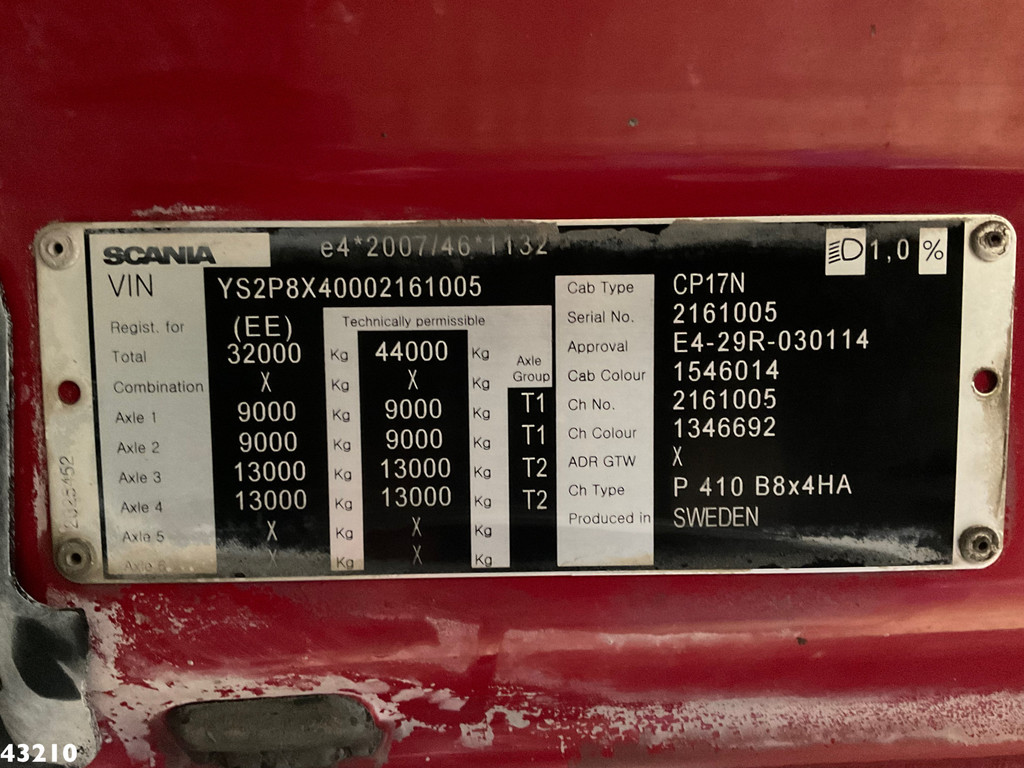 SCANIA e4*2007/46*1132 1,0 %
VIN YS2P8X40002161005
Regist. for (EE) Technically permissible
Total 32000 Kg 44000 Kg Axle Group
Combination X Kg X Kg
Axle 1 9000 Kg 9000 Kg T1
Axle 2 9000 Kg 9000 Kg T1
Axle 3 13000 Kg 13000 Kg T2
Axle 4 13000 Kg 13000 Kg T2
Axle 5 X Kg X Kg
Axle 6 X Kg X Kg
Cab Type CP17N
Serial No. 2161005
Approval E4-29R-030114
Cab Colour 1546014
Ch No. 2161005
Ch Colour 1346692
ADR GTW X
Ch Type P 410 B8x4HA
Produced in SWEDEN
43210